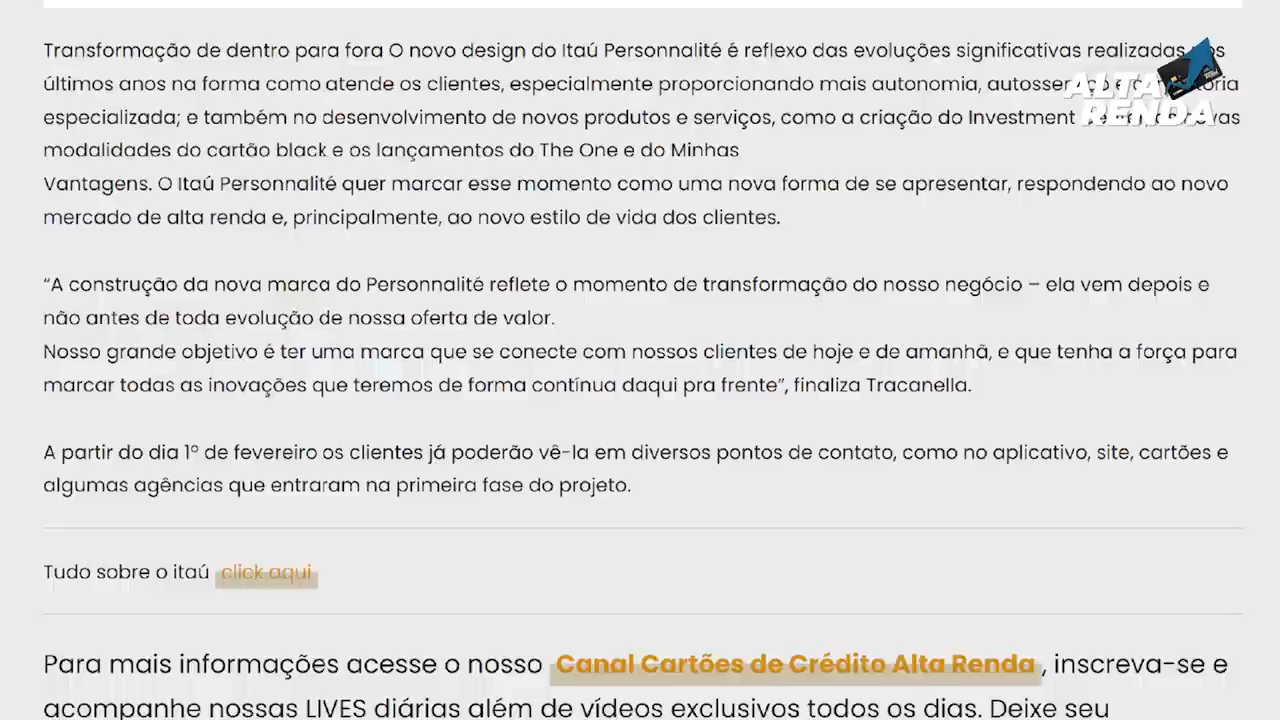 Transformação de dentro para fora O novo design do Itaú Personnalité é reflexo das evoluções significativas realizadas
últimos anos na forma como atende os clientes, especialmente proporcionando mais autonomia,
especializada; e também no desenvolvimento de novos produtos e serviços, como a criação do Investment
modalidades do cartão black e os lançamentos do The One e do Minhas
Vantagens. O Itaú Personnalité quer marcar esse momento como uma nova forma de se apresentar, respondendo ao novo
mercado de alta renda e, principalmente, ao novo estilo de vida dos clientes.
“A construção da nova marca do Personnalité reflete o momento de transformação do nosso negócio – ela vem depois e
não antes de toda evolução de nossa oferta de valor.
Nosso grande objetivo é ter uma marca que se conecte com nossos clientes de hoje e de amanhã, e que tenha a força para
marcar todas as inovações que teremos de forma contínua daqui pra frente”, finaliza Tracanella.
A partir do dia 1º de fevereiro os clientes já poderão vê-la em diversos pontos de contato, como no aplicativo, site, cartões e
algumas agências que entraram na primeira fase do projeto.
Tudo sobre o itaú click aqui
Para mais informações acesse o nosso Canal Cartões de Crédito Alta Renda, inscreva-se e
acompanhe nossas LIVES diárias além de vídeos exclusivos todos os dias. Deixe seu
ALTA
RENDA